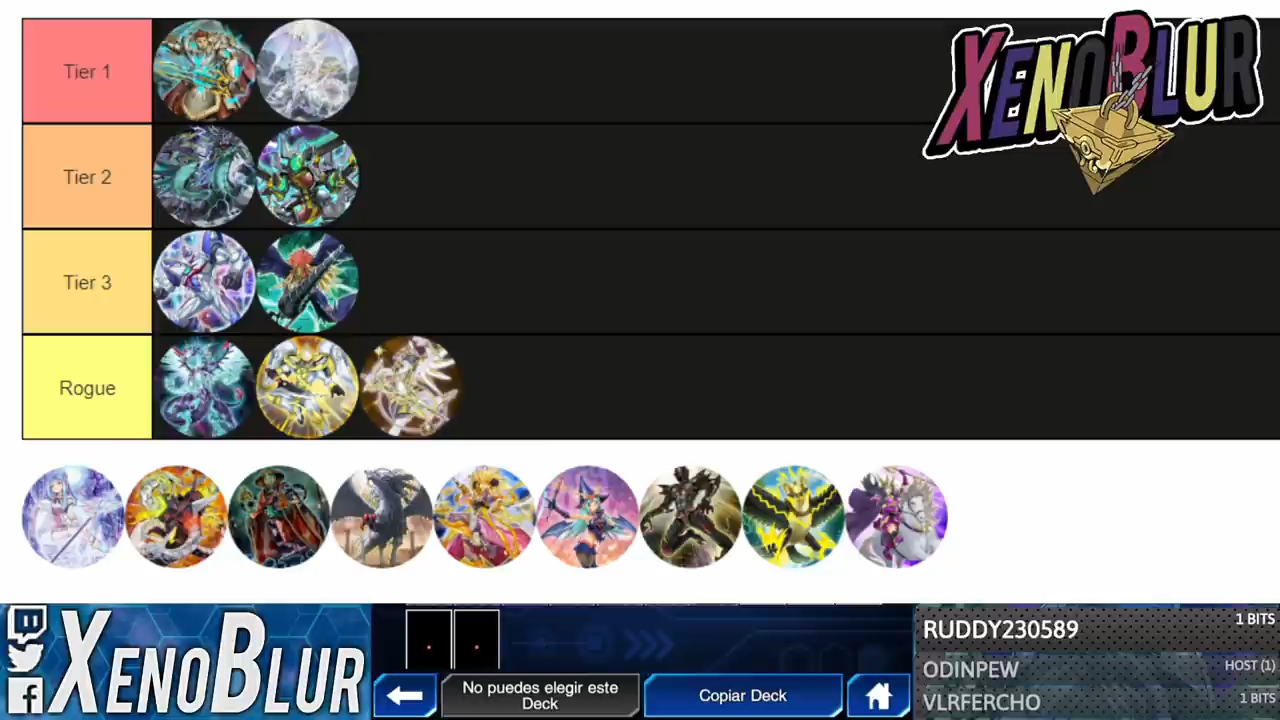 Tier 1
XENOBLUR
Tier 2
Tier 3
Rogue
XENOBLUR
No puedes elegir este
Deck
Copiar Deck
RUDDY230589
1 BITS
ODINPEW
HOST (1)
VLRFERCHO
1 BITS